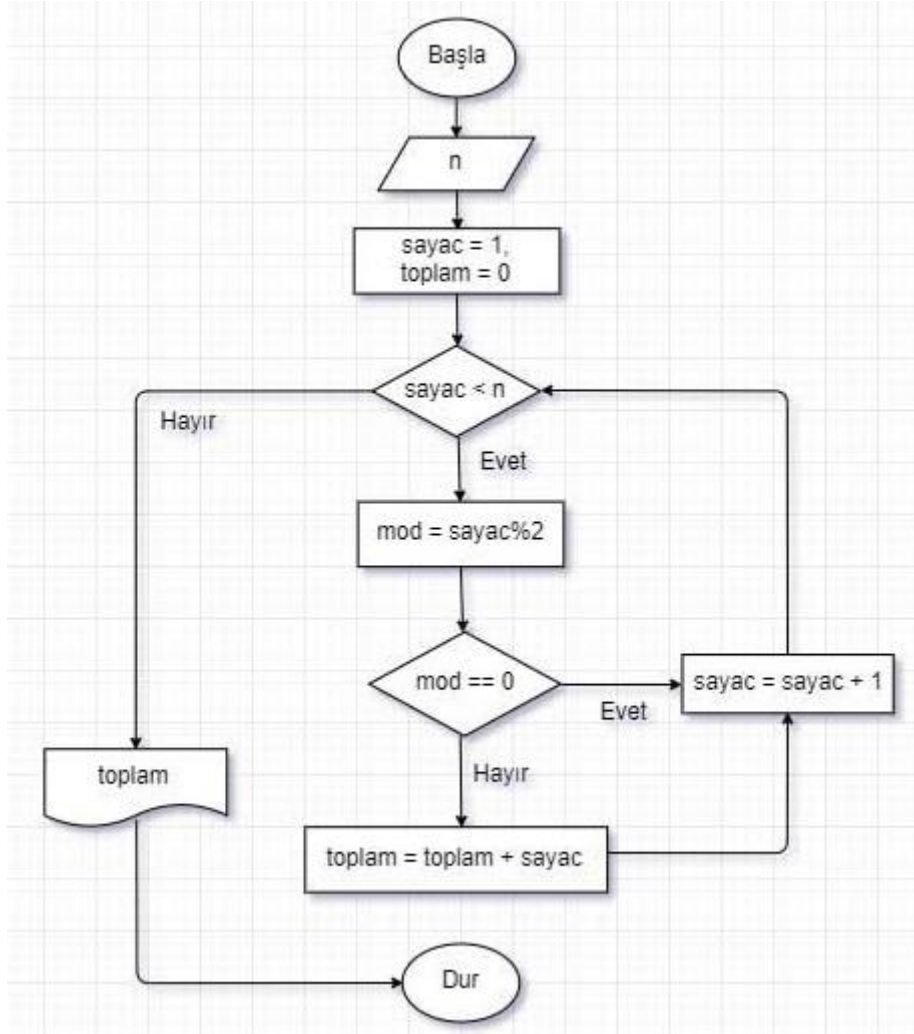 Başla
n
sayac = 1,
toplam = 0
sayac < n
Hayır
Evet
mod = sayac%2
mod == 0
Evet
sayac = sayac + 1
Hayır
toplam
toplam = toplam + sayac
Dur